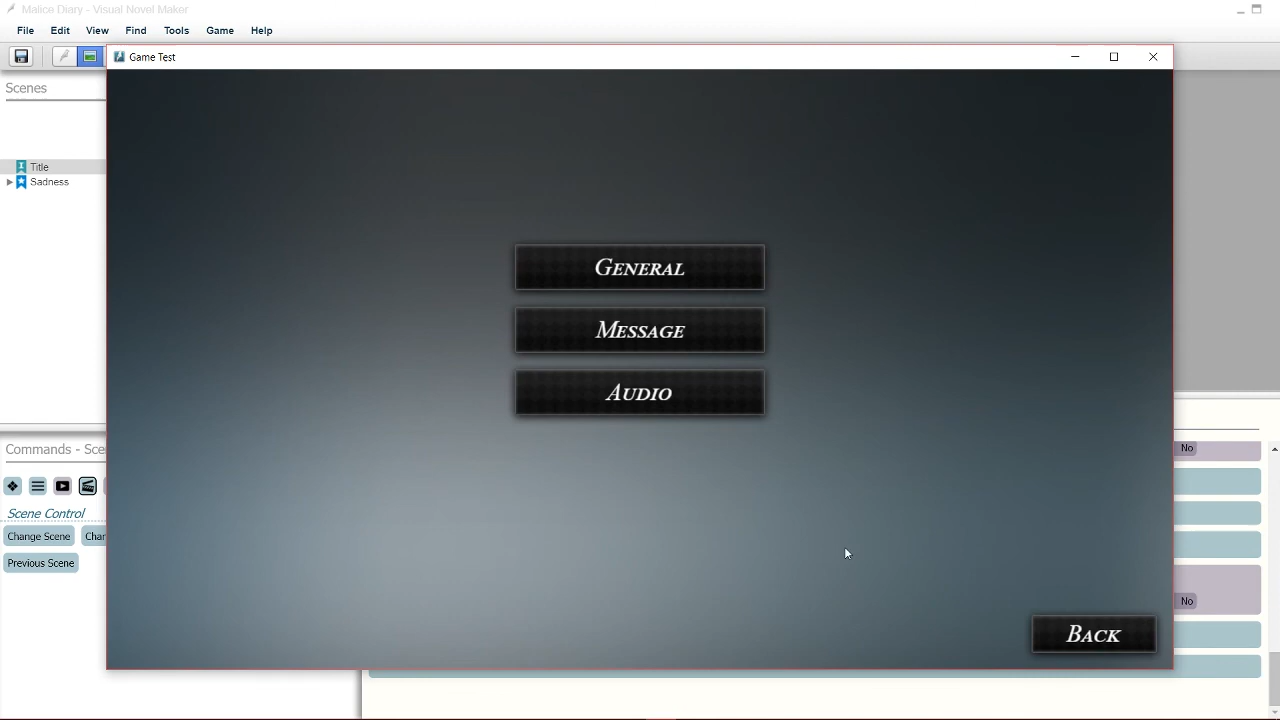 Malice Diary - Visual Novel Maker
File Edit View Find Tools Game Help
Game Test
Scenes
Title
Sadness
General
Message
Audio
Back
Commands - Sce
Scene Control
Change Scene Char
Previous Scene
No
No